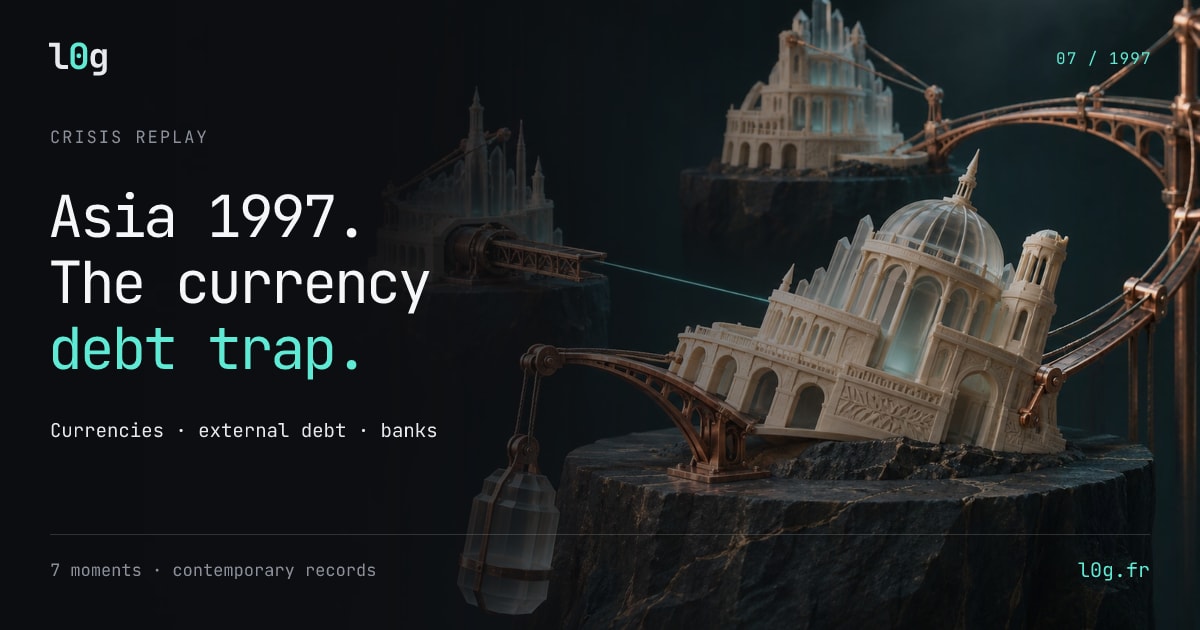 l0g
07 / 1997
CRISIS REPLAY
Asia 1997.
The currency
debt trap.
Currencies · external debt · banks
7 moments · contemporary records
l0g.fr